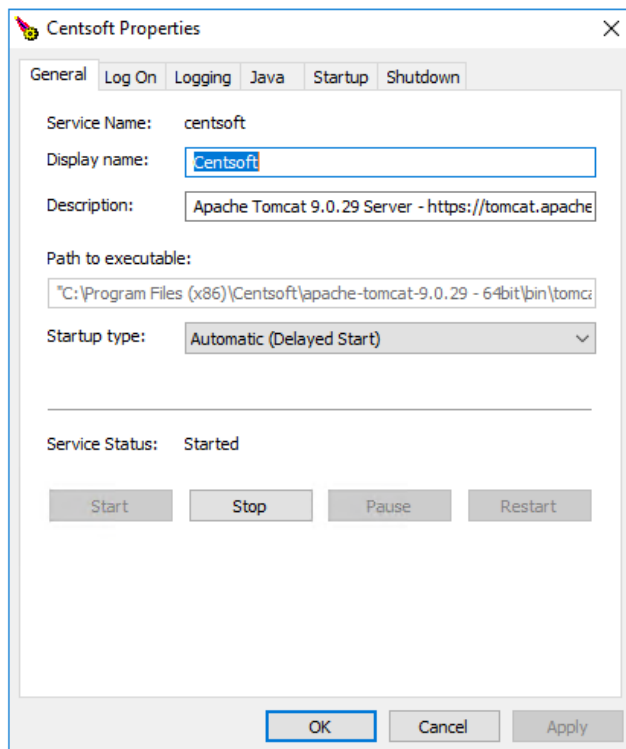 Centsoft Properties
General Log On Logging Java Startup Shutdown
Service Name: centsoft
Display name: Centsoft
Description: Apache Tomcat 9.0.29 Server - https://tomcat.apache
Path to executable:
"C:\Program Files (x86)\Centsoft\apache-tomcat-9.0.29 - 64bit\bin\tomca
Startup type: Automatic (Delayed Start)
Service Status: Started
Start Stop Pause Restart
OK Cancel Apply